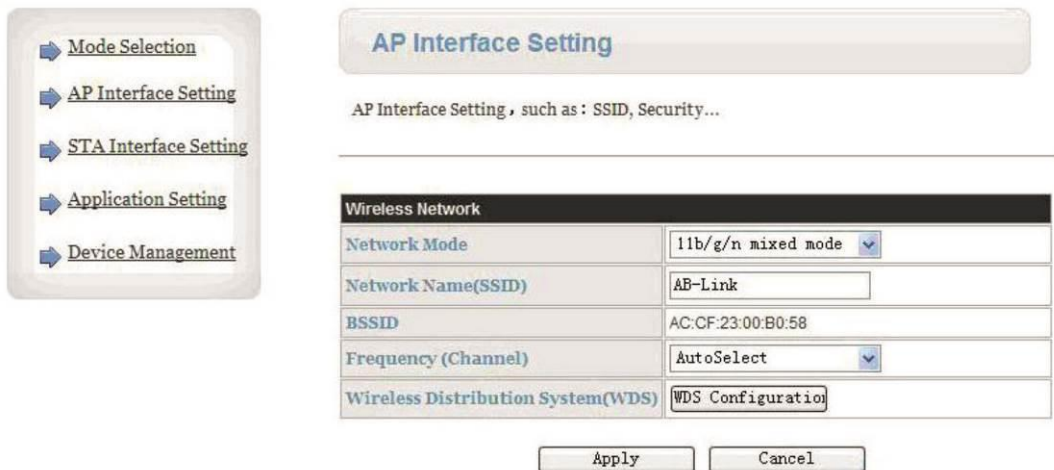 Mode Selection
AP Interface Setting
STA Interface Setting
Application Setting
Device Management
AP Interface Setting
AP Interface Setting，such as：SSID, Security...
Wireless Network
Network Mode 11b/g/n mixed mode
Network Name(SSID) AB-Link
BSSID AC:CF:23:00:B0:58
Frequency (Channel) AutoSelect
Wireless Distribution System(WDS) WDS Configuration
Apply Cancel